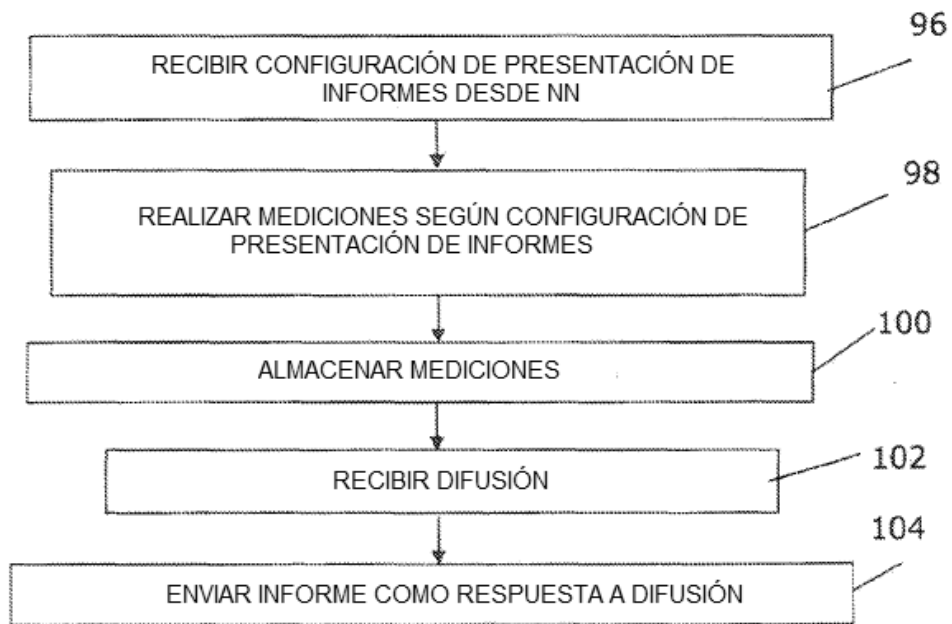 96
RECIBIR CONFIGURACIÓN DE PRESENTACIÓN DE
INFORMES DESDE NN
98
REALIZAR MEDICIONES SEGÚN CONFIGURACIÓN DE
PRESENTACIÓN DE INFORMES
100
ALMACENAR MEDICIONES
102
RECIBIR DIFUSIÓN
104
ENVIAR INFORME COMO RESPUESTA A DIFUSIÓN